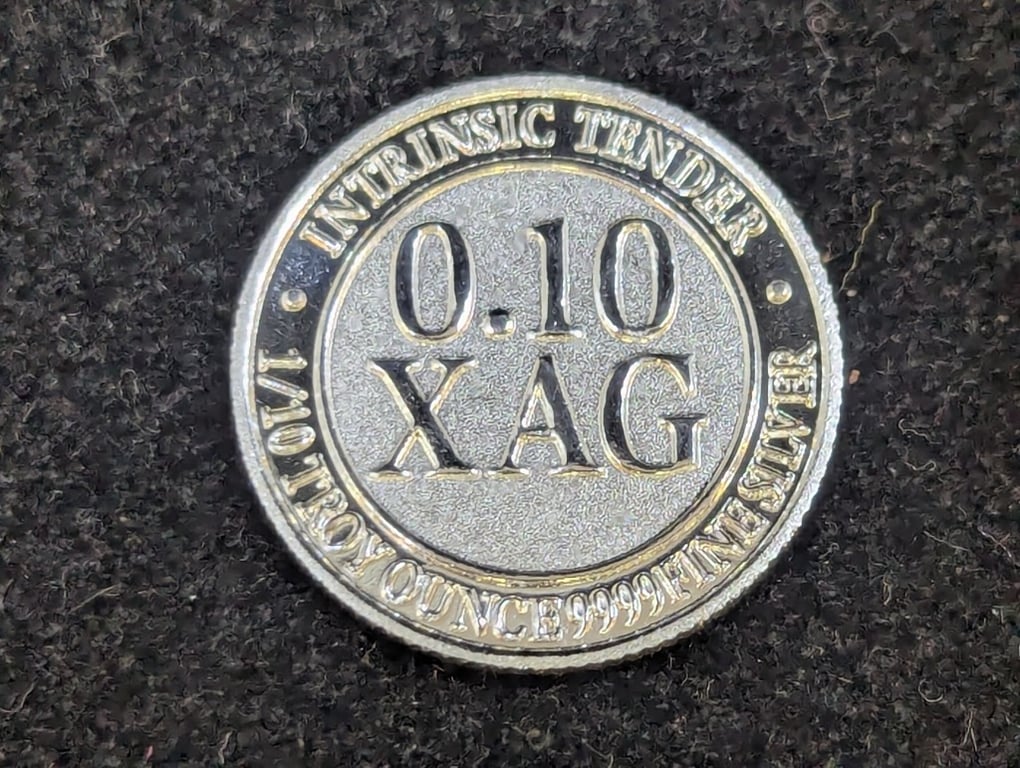 INTRINSIC TENDER
0.10
XAG
1/10 TROY OUNCE 9999 FINE SILVER